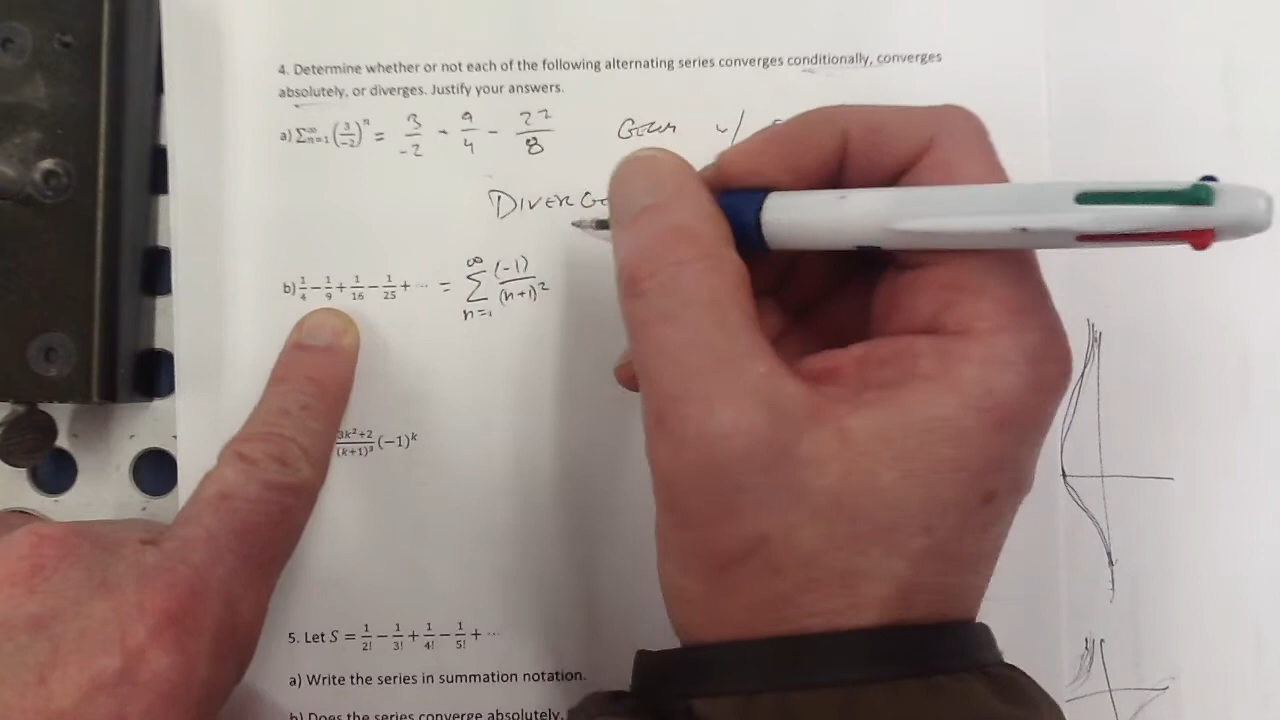 4. Determine whether or not each of the following alternating series converges conditionally, converges
absolutely, or diverges. Justify your answers.
a) ∑_{n=1}^{∞} (3/-2)^n = 3/-2 + 9/4 - 27/8 Geom w/
DIVERGE
b) 1/4 - 1/9 + 1/16 - 1/25 + ⋯ = ∑_{n=1}^{∞} (-1)/(n+1)^2
3k²+2/(k+1)³ (-1)^k
5. Let S = 1/2! - 1/3! + 1/4! - 1/5! + ⋯
a) Write the series in summation notation.
b) Does the series converge absolutely,